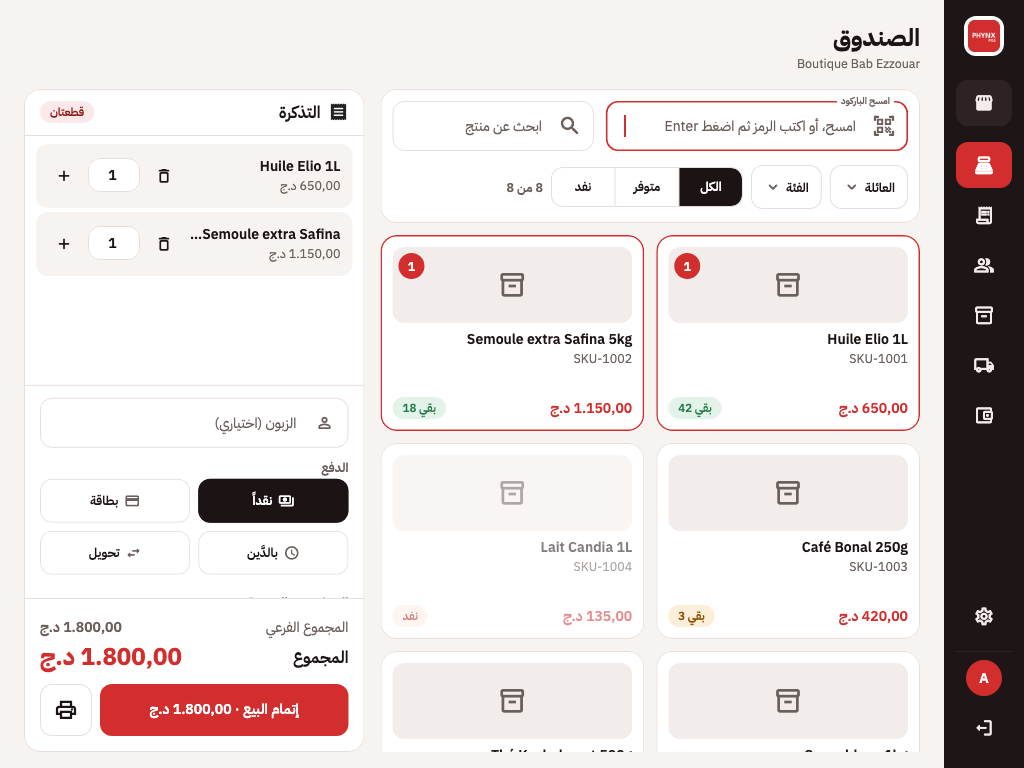 PHYNX
الصندوق
Boutique Bab Ezzouar
امسح الباركود
امسح، أو اكتب الرمز ثم اضغط Enter
ابحث عن منتج
العائلة
الفئة
الكل
متوفر
نفد
8 من 8
1
Huile Elio 1L
SKU-1001
650,00 د.ج
بقي 42
1
Semoule extra Safina 5kg
SKU-1002
1.150,00 د.ج
بقي 18
Café Bonal 250g
SKU-1003
420,00 د.ج
بقي 3
Lait Candia 1L
SKU-1004
135,00 د.ج
نفد
التذكرة
قطعتان
Huile Elio 1L
650,00 د.ج
1
Semoule extra Safina...
1.150,00 د.ج
1
الزبون (اختياري)
الدفع
نقداً
بطاقة
بالدَّين
تحويل
المجموع الفرعي
1.800,00 د.ج
المجموع
1.800,00 د.ج
إتمام البيع · 1.800,00 د.ج
A